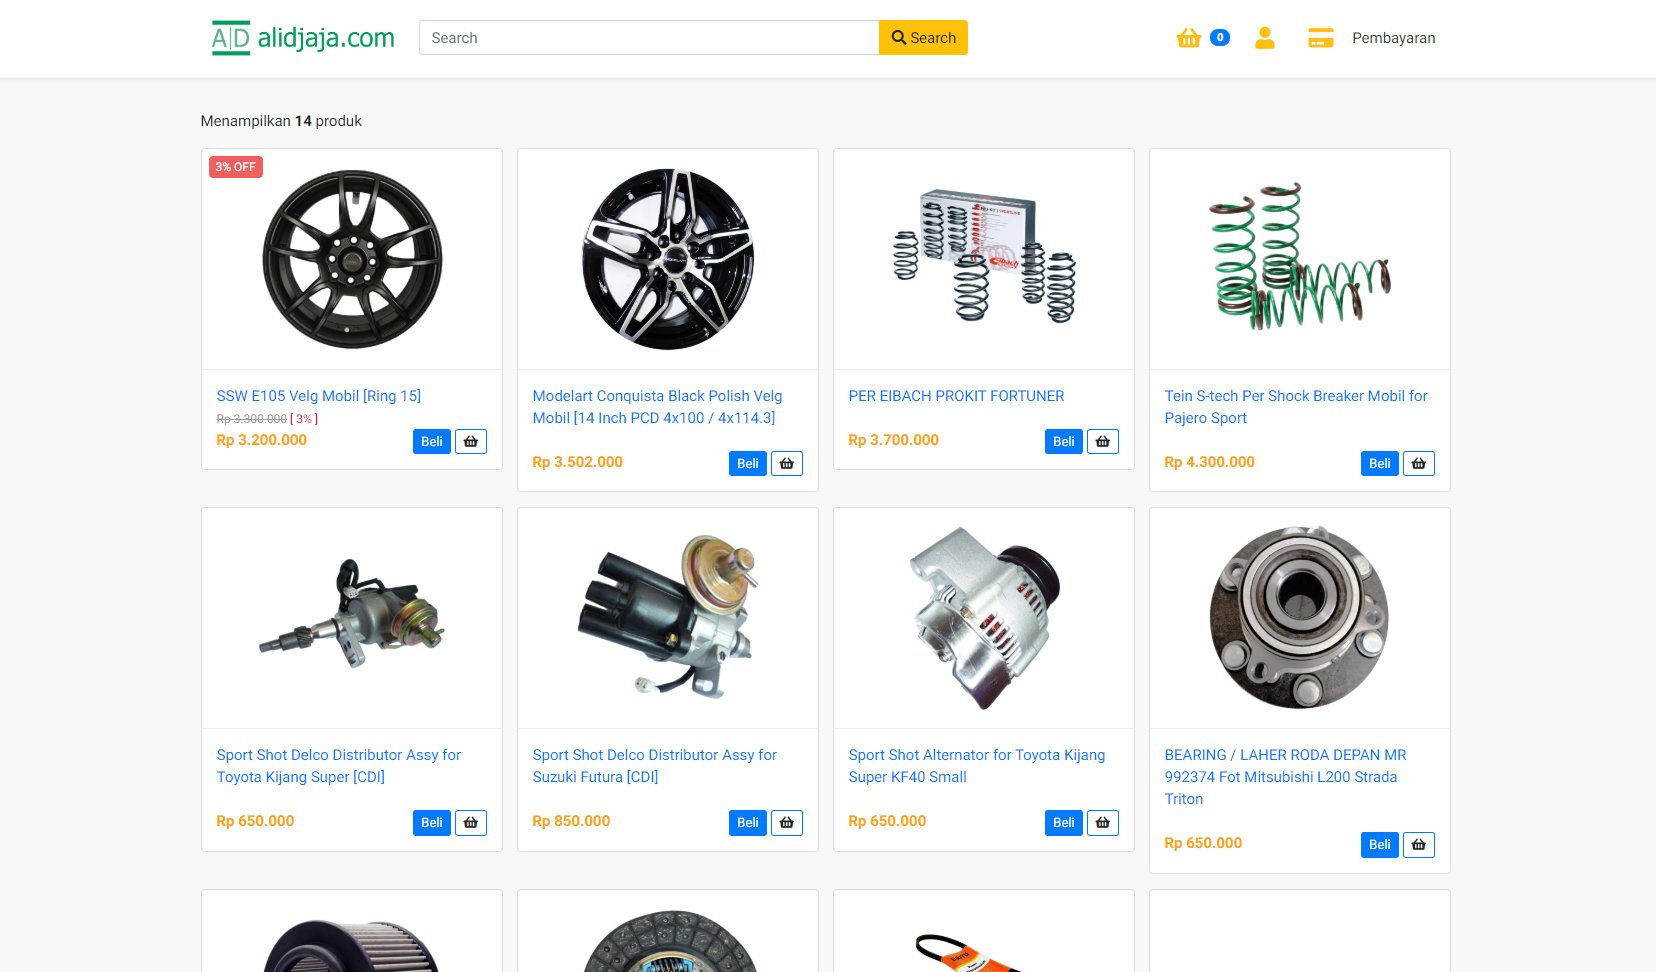 A|D alidjaja.com
Search
Search
0
Pembayaran
Menampilkan 14 produk
3% OFF
SSW E105 Velg Mobil [Ring 15]
Rp 3.300.000 [ 3% ]
Rp 3.200.000
Beli
Modelart Conquista Black Polish Velg
Mobil [14 Inch PCD 4x100 / 4x114.3]
Rp 3.502.000
Beli
PER EIBACH PROKIT FORTUNER
Rp 3.700.000
Beli
Tein S-tech Per Shock Breaker Mobil for
Pajero Sport
Rp 4.300.000
Beli
Sport Shot Delco Distributor Assy for
Toyota Kijang Super [CDI]
Rp 650.000
Beli
Sport Shot Delco Distributor Assy for
Suzuki Futura [CDI]
Rp 850.000
Beli
Sport Shot Alternator for Toyota Kijang
Super KF40 Small
Rp 650.000
Beli
BEARING / LAHER RODA DEPAN MR
992374 Fot Mitsubishi L200 Strada
Triton
Rp 650.000
Beli